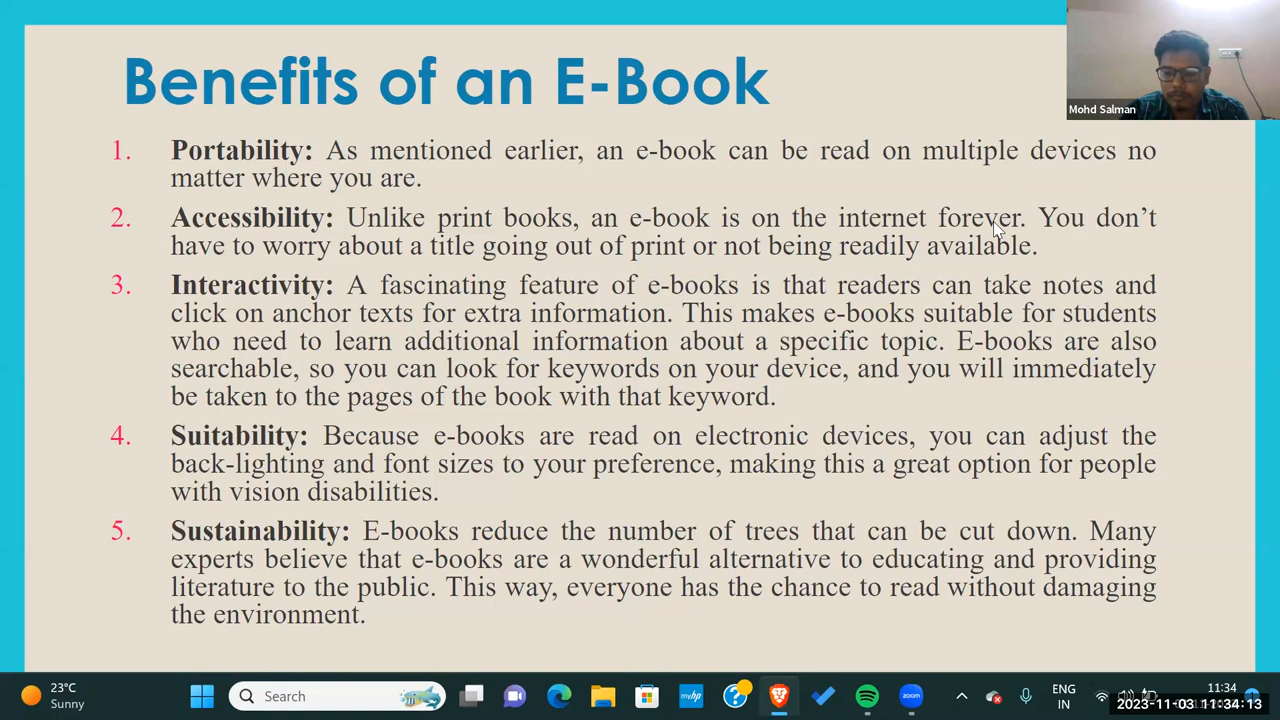 Benefits of an E-Book
Mohd Salman
1. Portability: As mentioned earlier, an e-book can be read on multiple devices no
matter where you are.
2. Accessibility: Unlike print books, an e-book is on the internet forever. You don’t
have to worry about a title going out of print or not being readily available.
3. Interactivity: A fascinating feature of e-books is that readers can take notes and
click on anchor texts for extra information. This makes e-books suitable for students
who need to learn additional information about a specific topic. E-books are also
searchable, so you can look for keywords on your device, and you will immediately
be taken to the pages of the book with that keyword.
4. Suitability: Because e-books are read on electronic devices, you can adjust the
back-lighting and font sizes to your preference, making this a great option for people
with vision disabilities.
5. Sustainability: E-books reduce the number of trees that can be cut down. Many
experts believe that e-books are a wonderful alternative to educating and providing
literature to the public. This way, everyone has the chance to read without damaging
the environment.
23°C
Sunny
Search
myhp
zoom
ENG
IN
11:34
2023-11-03 11:34:13